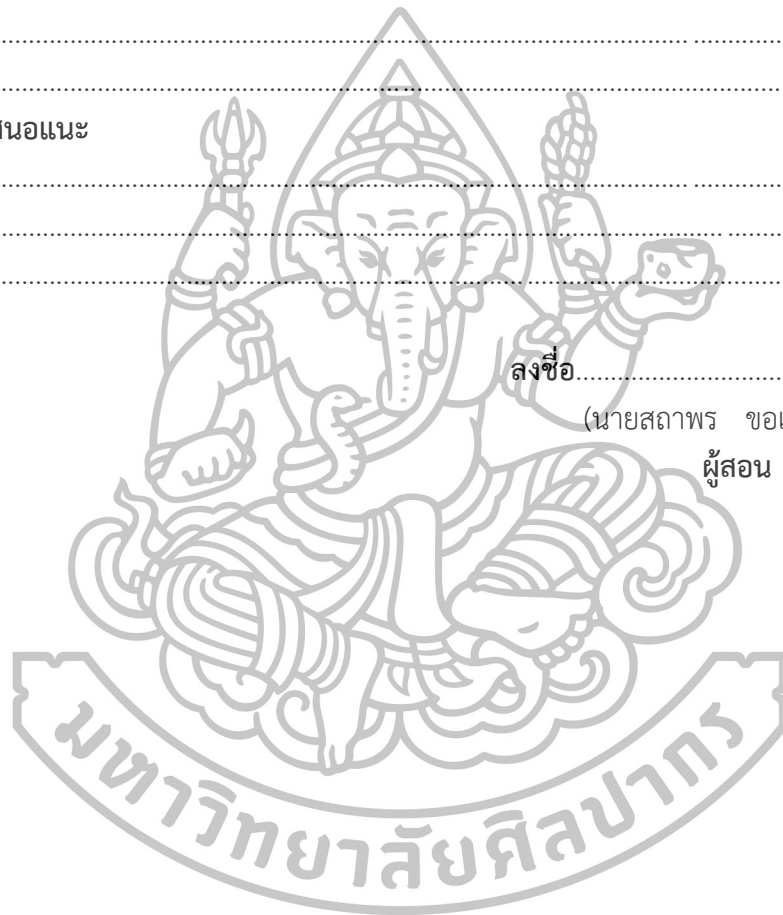 ........................................................................................................................ ................
........................................................................................................................................
สนอแนะ
........................................................................................................................ ................
............................................................................................................................. ..........
........................................................................................................................................
ลงชื่อ....................................
(นายสถาพร ขอ
ผู้สอน
มหาวิทยาลัยศิลปากร